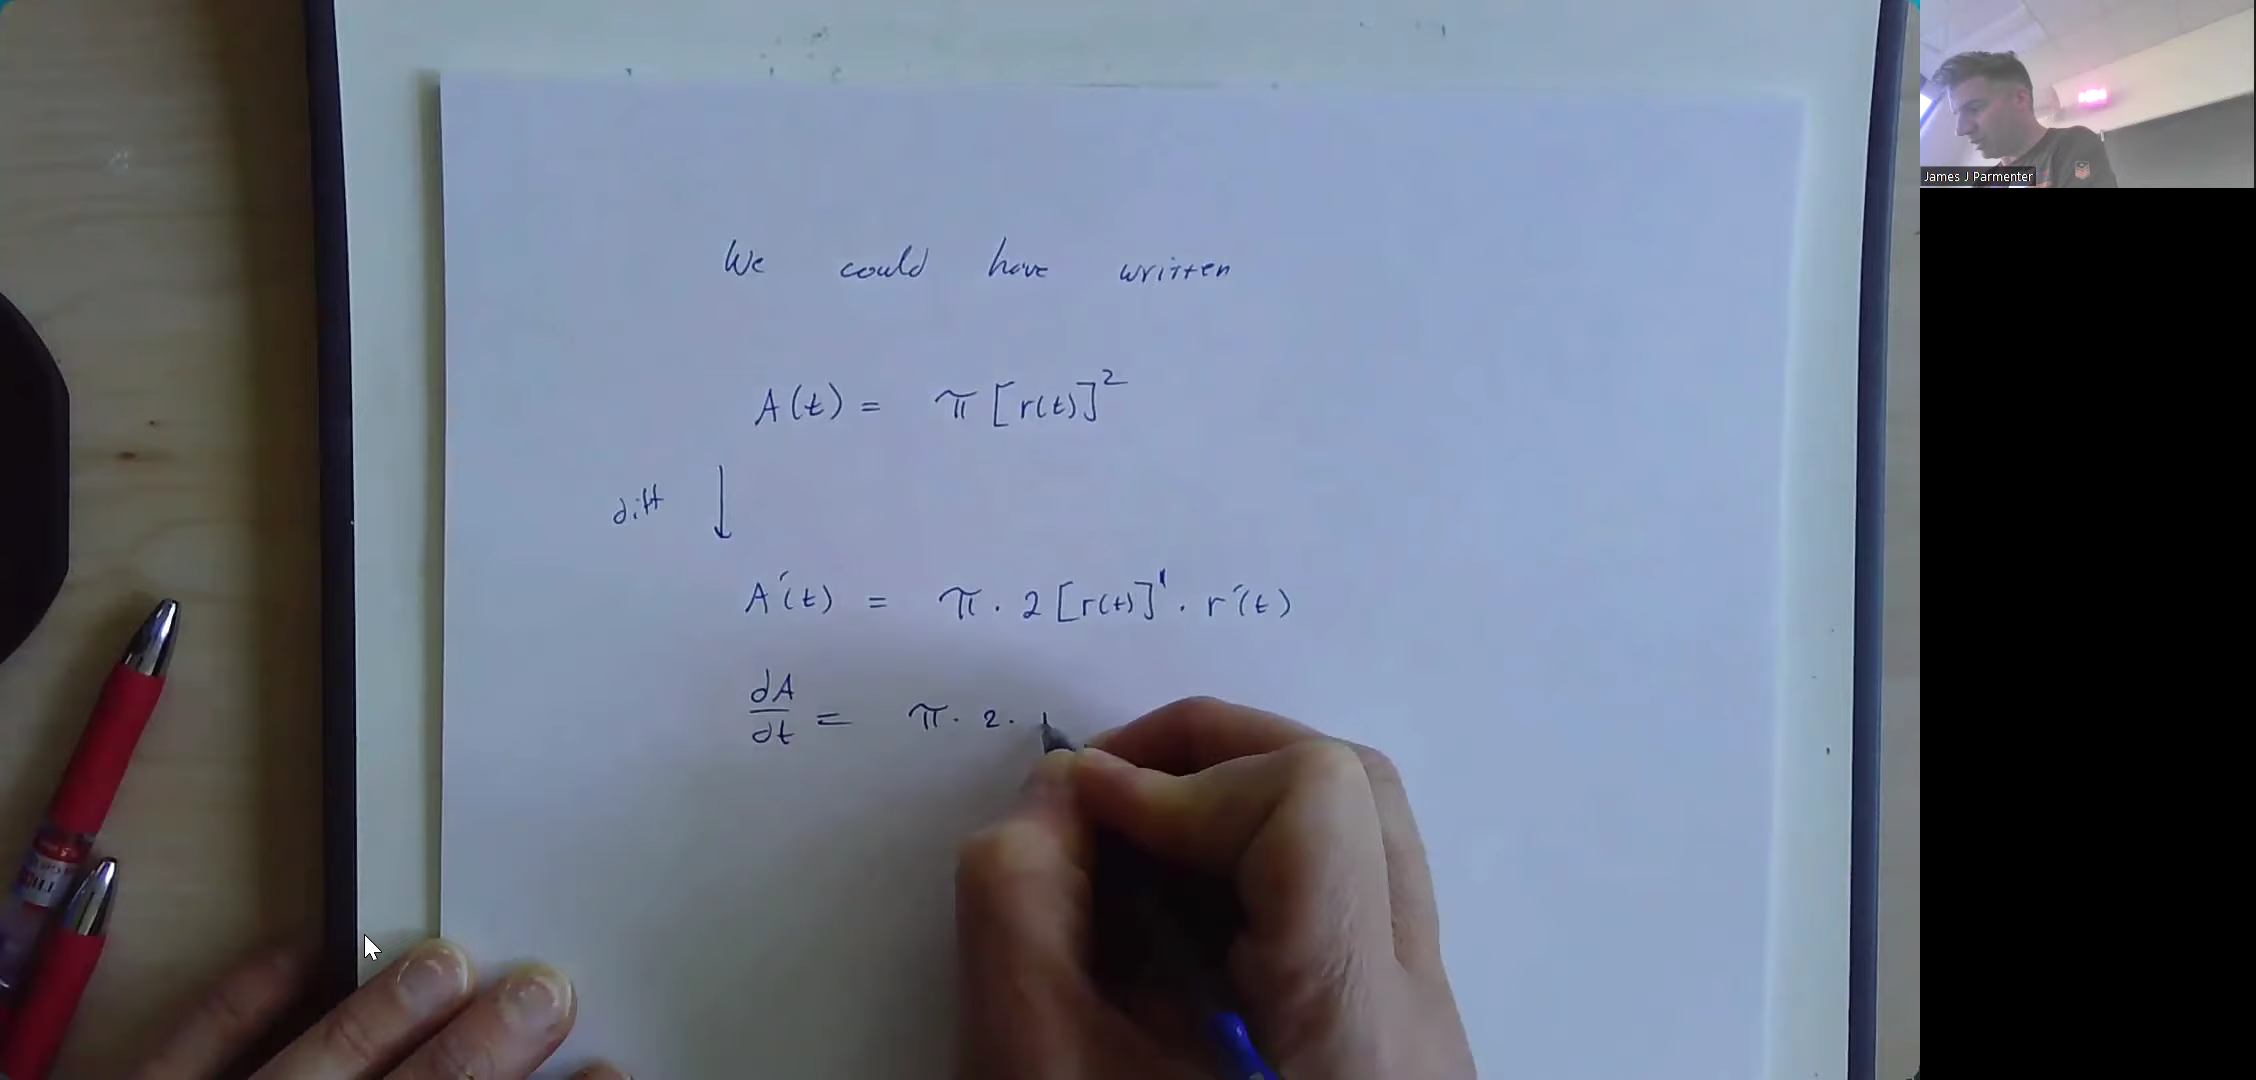 We could have written
A(t) = π [r(t)]²
diff ↓
A′(t) = π · 2 [r(t)]¹ · r′(t)
dA/dt = π · 2 ·
James J Parmenter